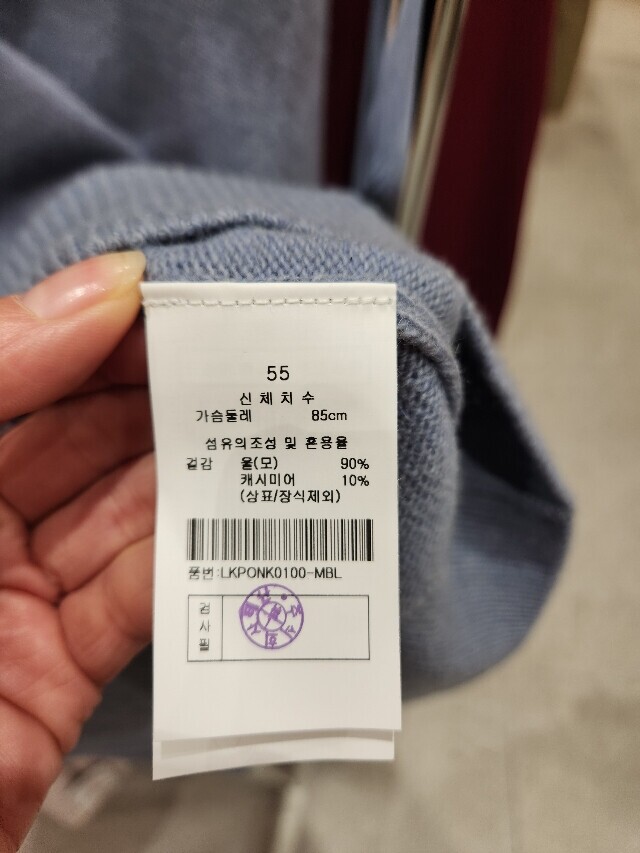 55
신체치수
가슴둘레 85cm
섬유의조성 및 혼용율
겉감 울(모) 90%
캐시미어 10%
(상표/장식제외)
품번:LKPONK0100-MBL
검사필